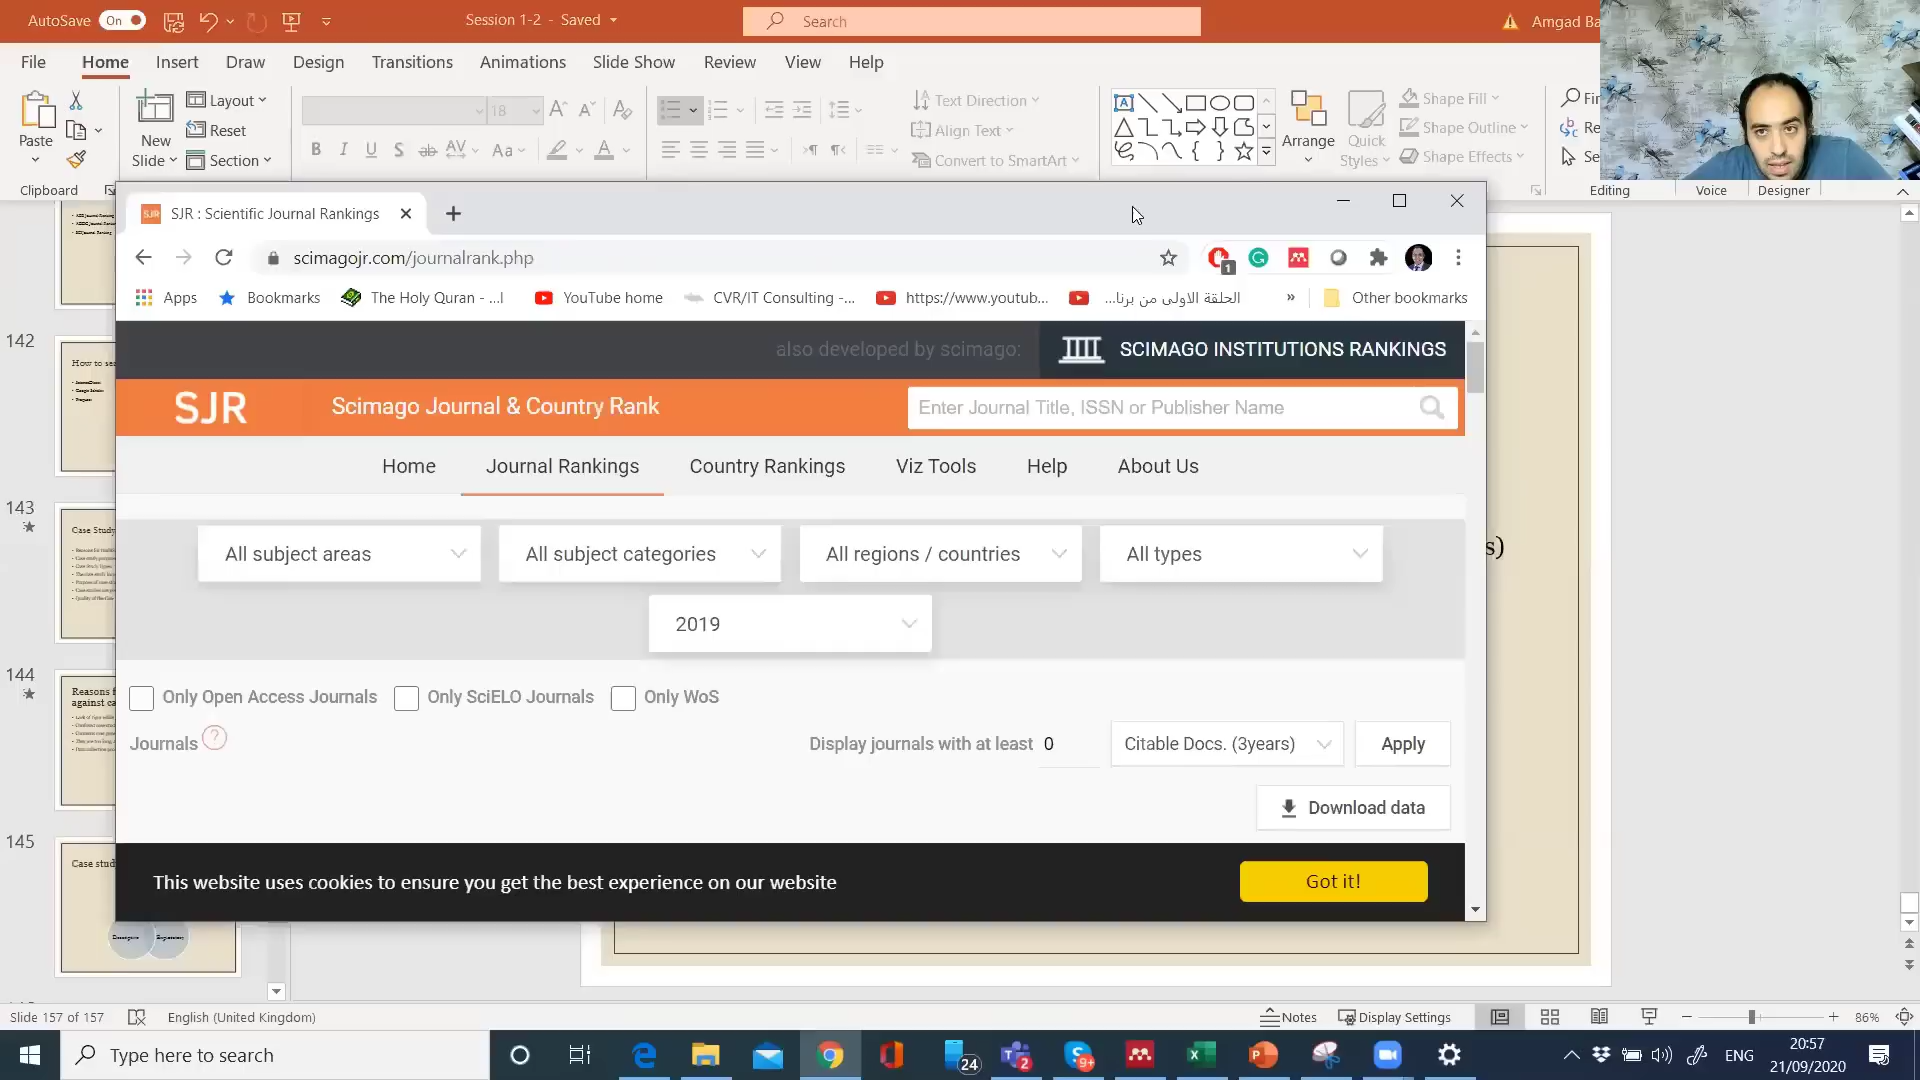 AutoSave On
Session 1-2 - Saved
Search
Amgad Ba
File Home Insert Draw Design Transitions Animations Slide Show Review View Help
Paste
New
Slide
Layout
Reset
Section
18
Text Direction
Align Text
Convert to SmartArt
Arrange
Quick
Styles
Shape Fill
Shape Outline
Shape Effects
Clipboard
Editing
Voice
Designer
SJR : Scientific Journal Rankings
scimagojr.com/journalrank.php
1
Apps
Bookmarks
The Holy Quran - ...l
YouTube home
CVR/IT Consulting -...
https://www.youtub...
الحلقة الاولى من برنا...
»
Other bookmarks
also developed by scimago:
SCIMAGO INSTITUTIONS RANKINGS
SJR
Scimago Journal & Country Rank
Enter Journal Title, ISSN or Publisher Name
Home Journal Rankings Country Rankings Viz Tools Help About Us
All subject areas
All subject categories
All regions / countries
All types
2019
Only Open Access Journals
Only SciELO Journals
Only WoS
Journals ?
Display journals with at least 0
Citable Docs. (3years)
Apply
Download data
This website uses cookies to ensure you get the best experience on our website
Got it!
s)
142
How to sea
143
Case Study
144
Reasons f
against ca
145
Case stud
Slide 157 of 157
English (United Kingdom)
Notes
Display Settings
86%
Type here to search
24
2
9+
ENG
20:57
21/09/2020